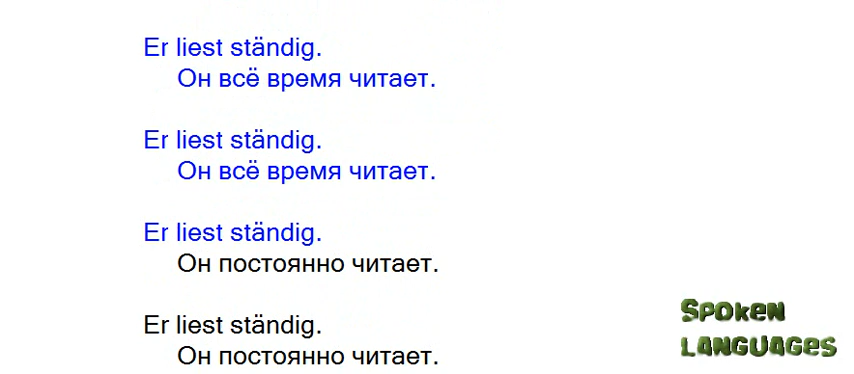 Er liest ständig.
Он всё время читает.
Er liest ständig.
Он всё время читает.
Er liest ständig.
Он постоянно читает.
Er liest ständig.
Он постоянно читает.
SPOKEN
LANGUAGES